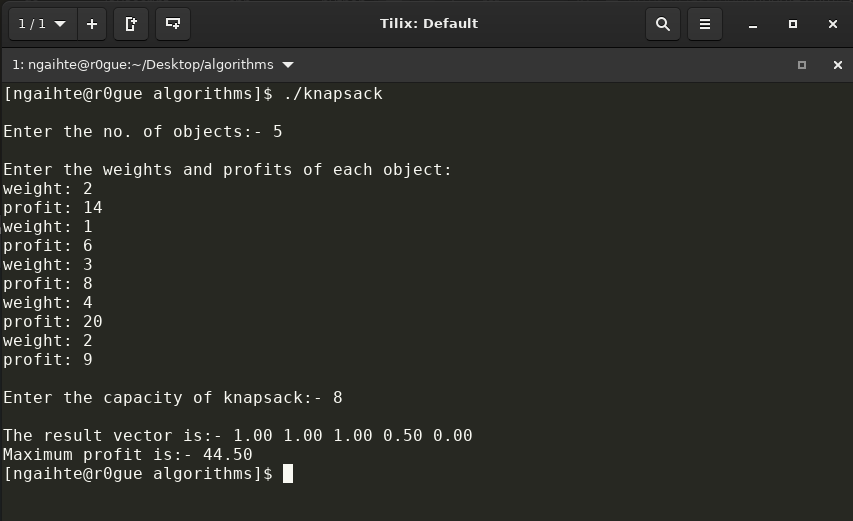 1 / 1
Tilix: Default
1: ngaihte@r0gue:~/Desktop/algorithms
[ngaihte@r0gue algorithms]$ ./knapsack
Enter the no. of objects:- 5
Enter the weights and profits of each object:
weight: 2
profit: 14
weight: 1
profit: 6
weight: 3
profit: 8
weight: 4
profit: 20
weight: 2
profit: 9
Enter the capacity of knapsack:- 8
The result vector is:- 1.00 1.00 1.00 0.50 0.00
Maximum profit is:- 44.50
[ngaihte@r0gue algorithms]$